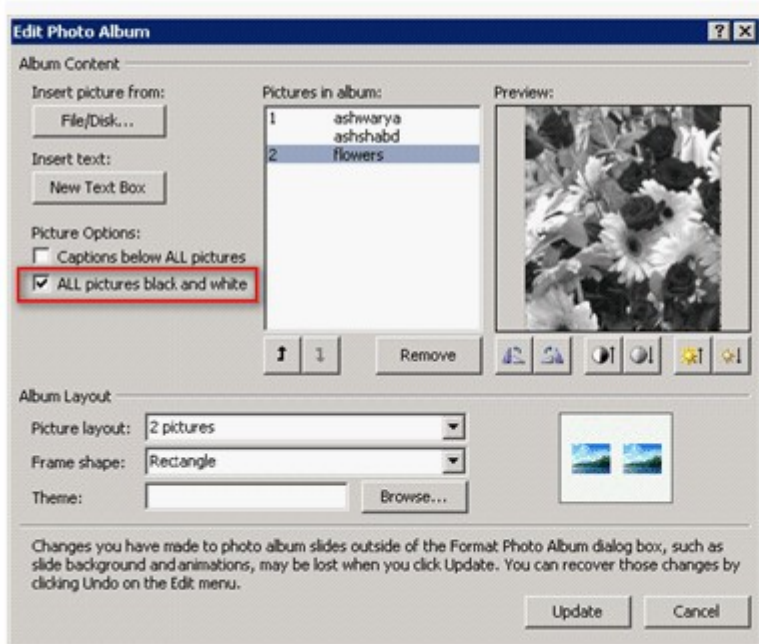 Edit Photo Album
Album Content
Insert picture from:
File/Disk...
Insert text:
New Text Box
Picture Options:
Captions below ALL pictures
ALL pictures black and white
Pictures in album:
1 ashwarya
ashshabd
2 flowers
Remove
Preview:
Album Layout
Picture layout: 2 pictures
Frame shape: Rectangle
Theme:
Browse...
Changes you have made to photo album slides outside of the Format Photo Album dialog box, such as
slide background and animations, may be lost when you click Update. You can recover those changes by
clicking Undo on the Edit menu.
Update
Cancel